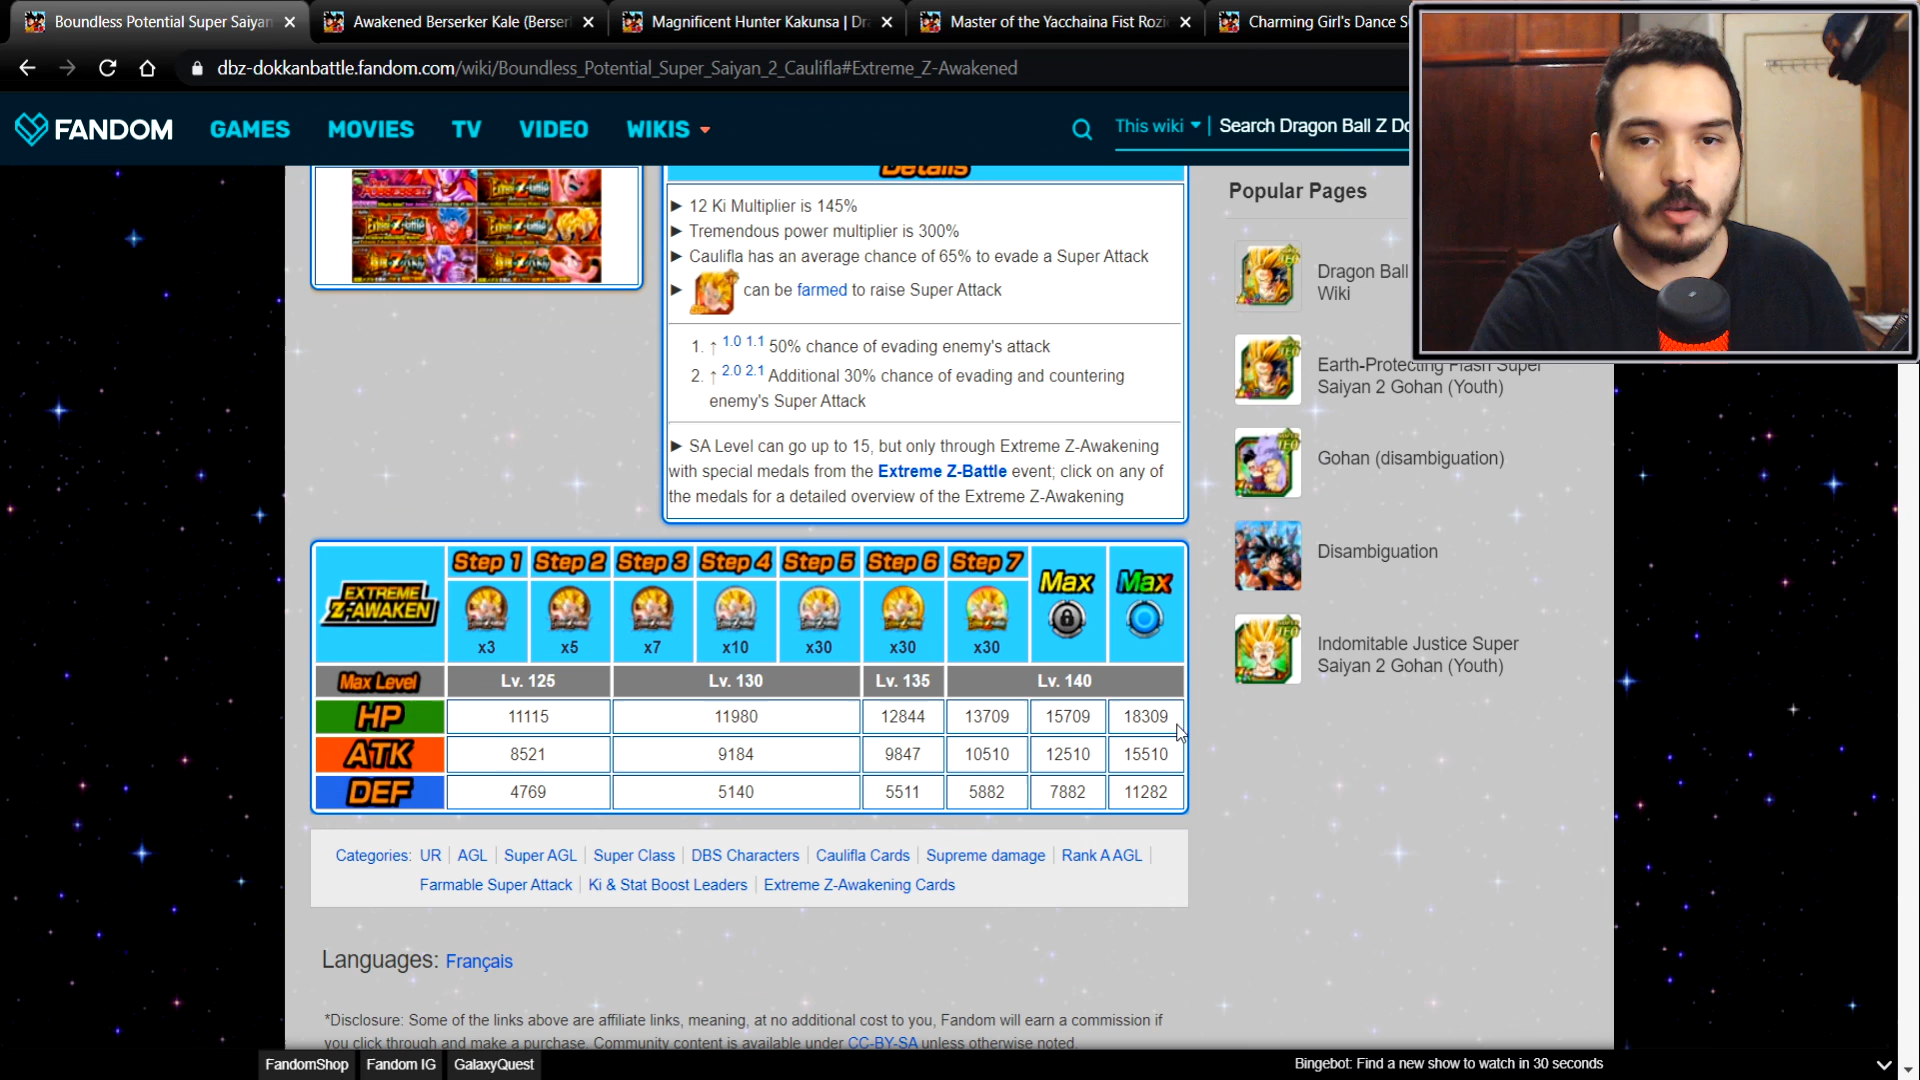 Boundless Potential Super Saiyan
Awakened Berserker Kale (Berser
Magnificent Hunter Kakunsa | Dra
Master of the Yacchaina Fist Rozie
Charming Girl's Dance S
dbz-dokkanbattle.fandom.com/wiki/Boundless_Potential_Super_Saiyan_2_Caulifla#Extreme_Z-Awakened
FANDOM GAMES MOVIES TV VIDEO WIKIS
This wiki Search Dragon Ball Z Do
Details
► 12 Ki Multiplier is 145%
► Tremendous power multiplier is 300%
► Caulifla has an average chance of 65% to evade a Super Attack
► can be farmed to raise Super Attack
1. ↑ 1.0 1.1 50% chance of evading enemy's attack
2. ↑ 2.0 2.1 Additional 30% chance of evading and countering
enemy's Super Attack
► SA Level can go up to 15, but only through Extreme Z-Awakening
with special medals from the Extreme Z-Battle event; click on any of
the medals for a detailed overview of the Extreme Z-Awakening
Popular Pages
Dragon Ball
Wiki
Earth-Protecting Flash Super
Saiyan 2 Gohan (Youth)
Gohan (disambiguation)
Disambiguation
Indomitable Justice Super
Saiyan 2 Gohan (Youth)
EXTREME
Z-AWAKEN
Step 1 Step 2 Step 3 Step 4 Step 5 Step 6 Step 7 Max Max
x3 x5 x7 x10 x30 x30 x30
Max Level Lv. 125 Lv. 130 Lv. 135 Lv. 140
HP 11115 11980 12844 13709 15709 18309
ATK 8521 9184 9847 10510 12510 15510
DEF 4769 5140 5511 5882 7882 11282
Categories: UR | AGL | Super AGL | Super Class | DBS Characters | Caulifla Cards | Supreme damage | Rank A AGL |
Farmable Super Attack | Ki & Stat Boost Leaders | Extreme Z-Awakening Cards
Languages: Français
*Disclosure: Some of the links above are affiliate links, meaning, at no additional cost to you, Fandom will earn a commission if
you click through and make a purchase. Community content is available under CC-BY-SA unless otherwise noted.
FandomShop Fandom IG GalaxyQuest
Bingebot: Find a new show to watch in 30 seconds